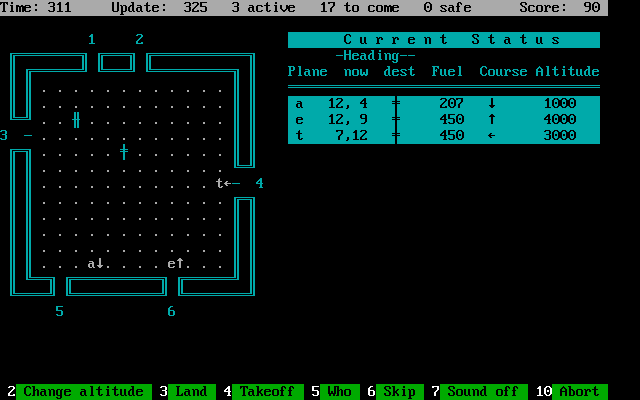 Time: 311 Update: 325 3 active 17 to come 0 safe Score: 90
1 2
Current Status
-Heading--
Plane now dest Fuel Course Altitude
a 12, 4 ╪ 207 ↓ 1000
e 12, 9 ╪ 450 ↑ 4000
t 7,12 ╪ 450 ← 3000
3 –
t←– 4
a↓ e↑
5 6
2 Change altitude 3 Land 4 Takeoff 5 Who 6 Skip 7 Sound off 10 Abort